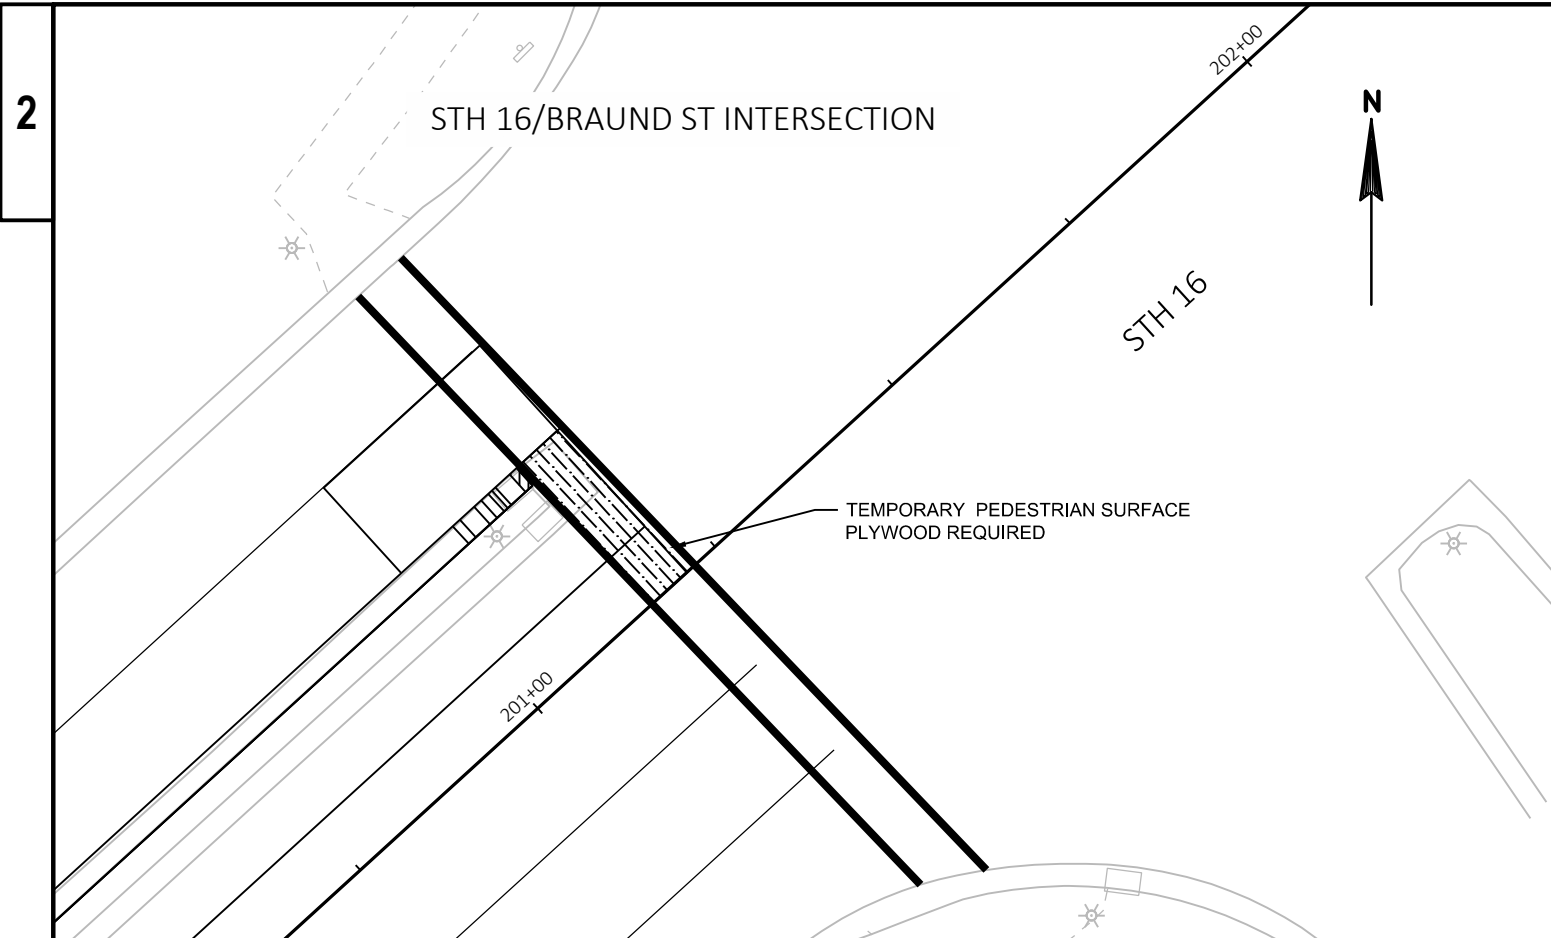 2
STH 16/BRAUND ST INTERSECTION
202+00
N
STH 16
TEMPORARY PEDESTRIAN SURFACE
PLYWOOD REQUIRED
201+00